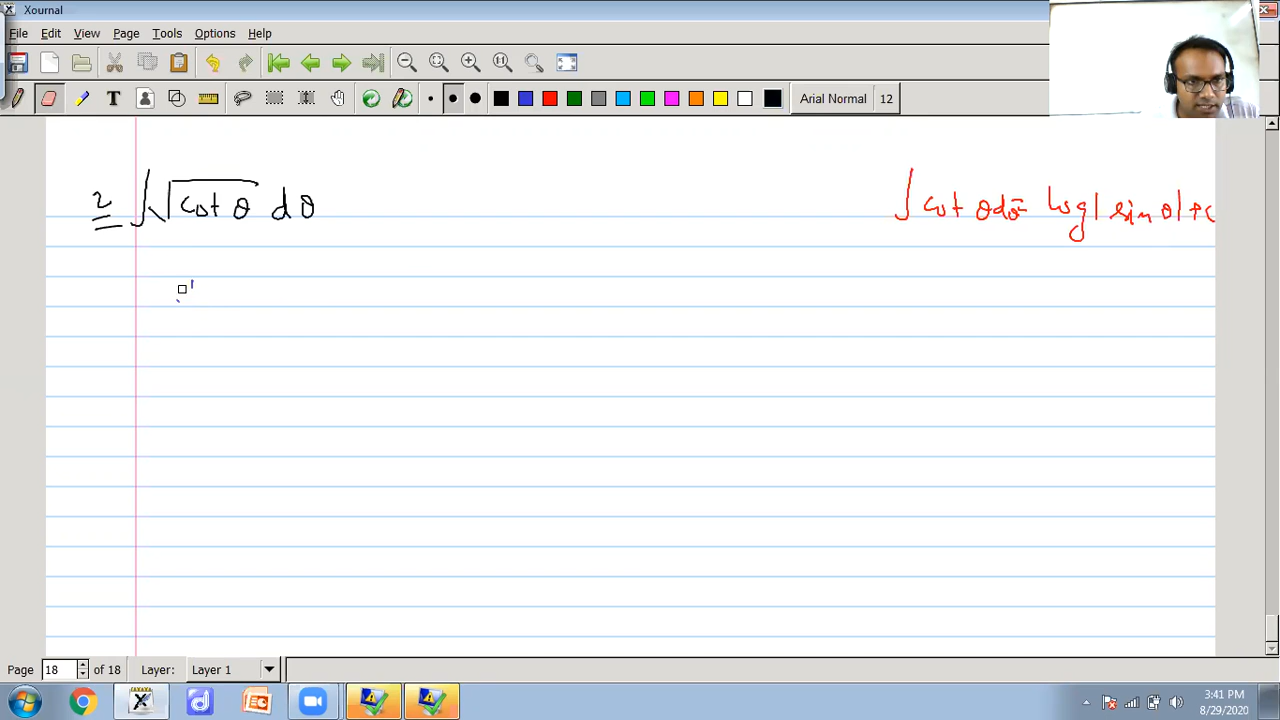 Xournal
File Edit View Page Tools Options Help
Arial Normal 12
2 ∫√cot θ dθ
∫cot θ dθ = log|sin θ|+c
Page 18 of 18 Layer: Layer 1
3:41 PM
8/29/2020